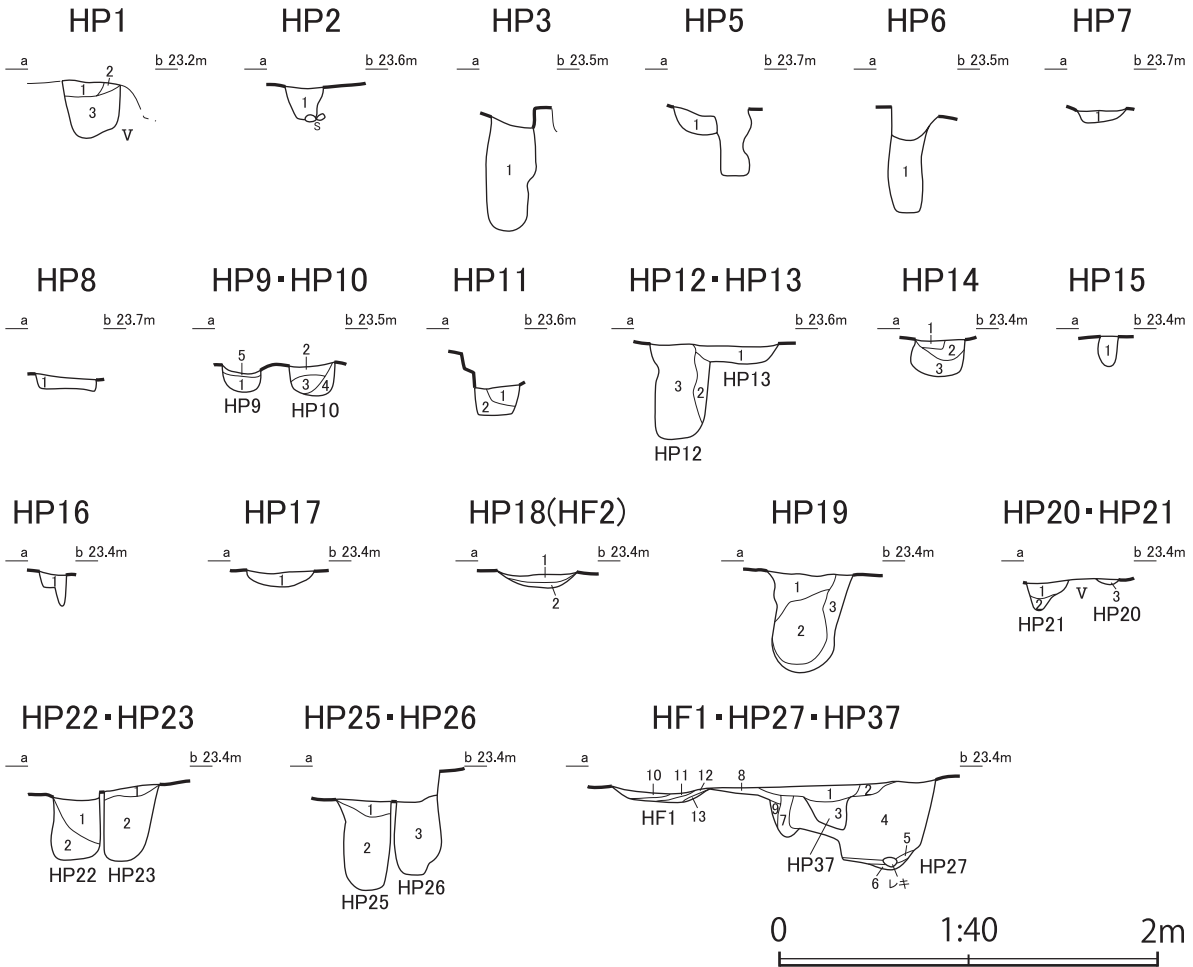 HP1
a b 23.2m
1 2 3 V
HP2
a b 23.6m
1 S
HP3
a b 23.5m
1
HP5
a b 23.7m
1
HP6
a b 23.5m
1
HP7
a b 23.7m
1
HP8
a b 23.7m
1
HP9・HP10
a b 23.5m
5 1 2 3 4
HP9 HP10
HP11
a b 23.6m
1 2
HP12・HP13
a b 23.6m
1 2 3
HP13
HP12
HP14
a b 23.4m
1 2 3
HP15
a b 23.4m
1
HP16
a b 23.4m
1
HP17
a b 23.4m
1
HP18(HF2)
a b 23.4m
1
2
HP19
a b 23.4m
1 2 3
HP20・HP21
a b 23.4m
1 2 V 3
HP21 HP20
HP22・HP23
a b 23.4m
1 2 1 2
HP22 HP23
HP25・HP26
a b 23.4m
1 2 3
HP25 HP26
HF1・HP27・HP37
a b 23.4m
10 11 12 8
13 9 7 1 2 3 4 5
HF1 HP37 HP27
6 レキ
0 1:40 2m